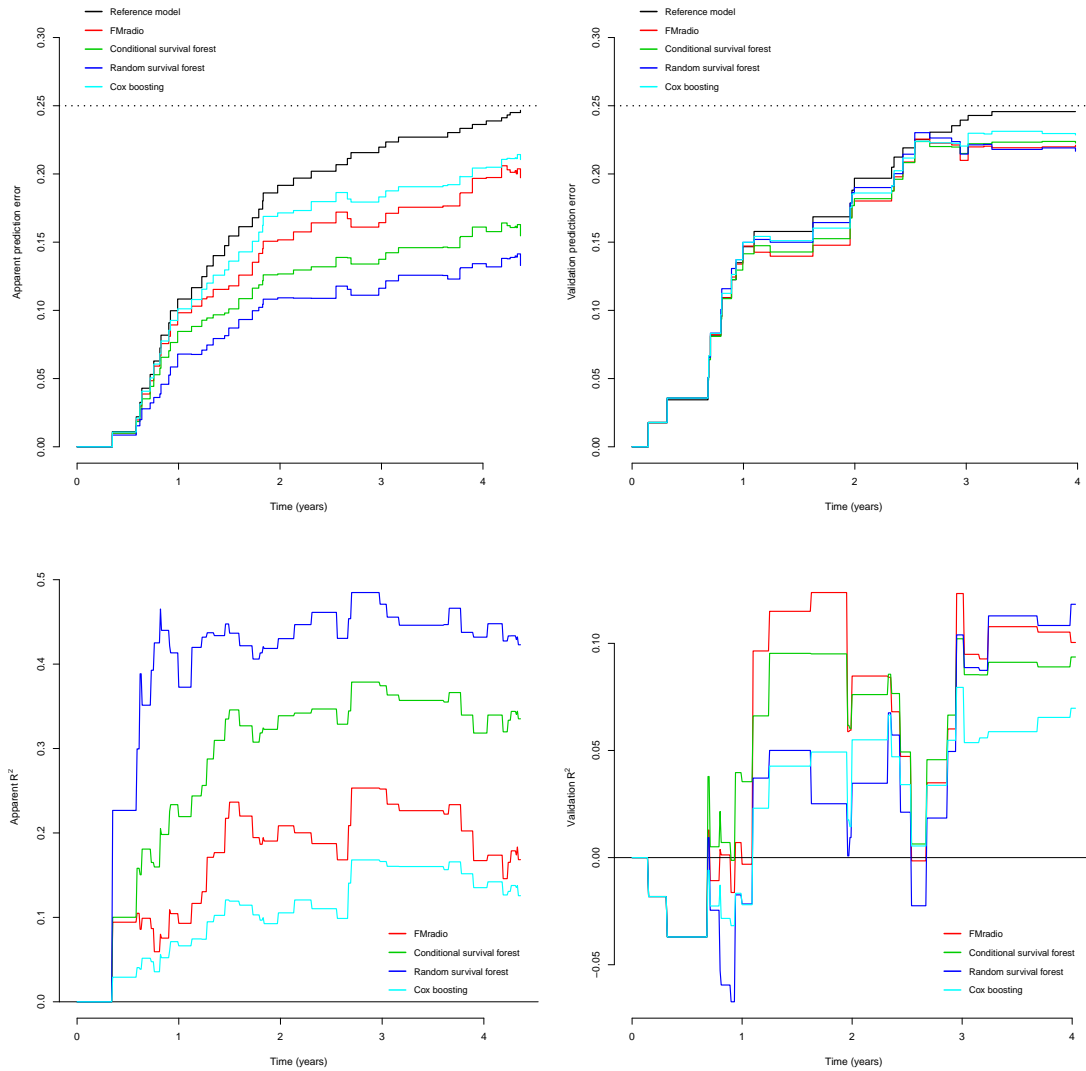 Reference model
FMradio
Conditional survival forest
Random survival forest
Cox boosting
0.30
0.25
0.20
0.15
0.10
0.05
0.00
Apparent prediction error
0 1 2 3 4
Time (years)
Reference model
FMradio
Conditional survival forest
Random survival forest
Cox boosting
0.30
0.25
0.20
0.15
0.10
0.05
0.00
Validation prediction error
0 1 2 3 4
Time (years)
0.5
0.4
0.3
0.2
0.1
0.0
Apparent R²
FMradio
Conditional survival forest
Random survival forest
Cox boosting
0 1 2 3 4
Time (years)
0.10
0.05
0.00
−0.05
Validation R²
FMradio
Conditional survival forest
Random survival forest
Cox boosting
0 1 2 3 4
Time (years)